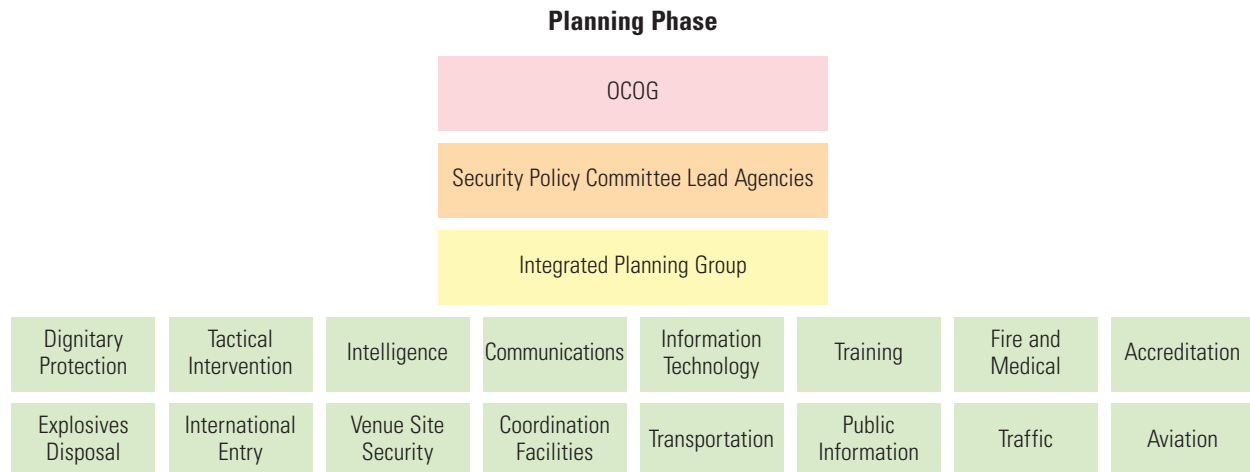 Planning Phase
OCOG
Security Policy Committee Lead Agencies
Integrated Planning Group
Dignitary
Protection
Tactical
Intervention
Intelligence
Communications
Information
Technology
Training
Fire and
Medical
Accreditation
Explosives
Disposal
International
Entry
Venue Site
Security
Coordination
Facilities
Transportation
Public
Information
Traffic
Aviation